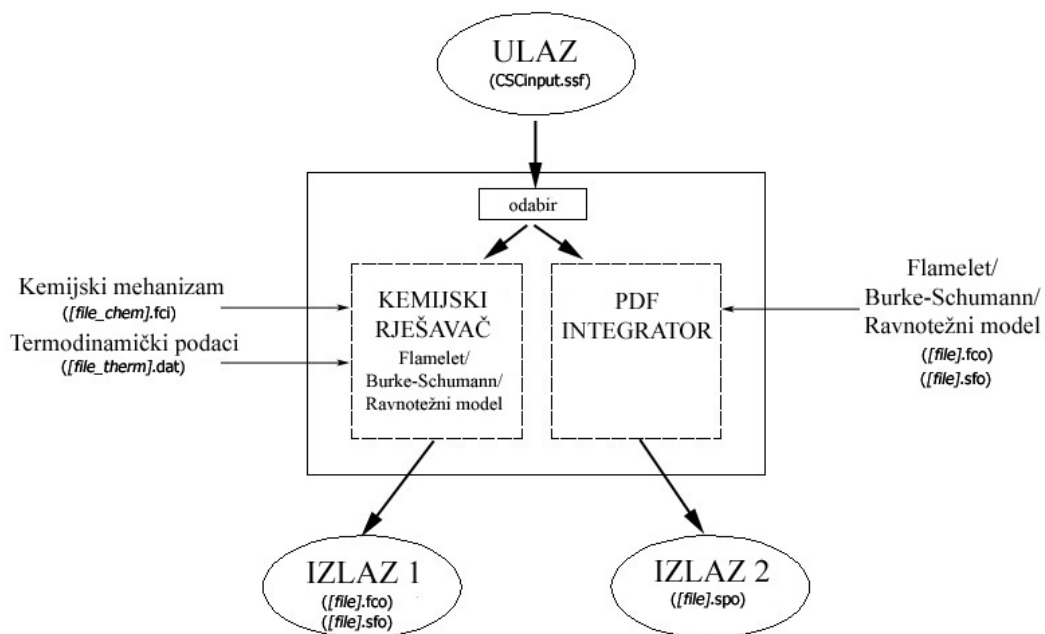 ULAZ
(CSCinput.ssf)
odabir
Kemijski mehanizam
([file_chem].fci)
Termodinamički podaci
([file_therm].dat)
KEMIJSKI
RJEŠAVAČ
Flamelet/
Burke-Schumann/
Ravnotežni model
PDF
INTEGRATOR
Flamelet/
Burke-Schumann/
Ravnotežni model
([file].fco)
([file].sfo)
IZLAZ 1
([file].fco)
([file].sfo)
IZLAZ 2
([file].spo)